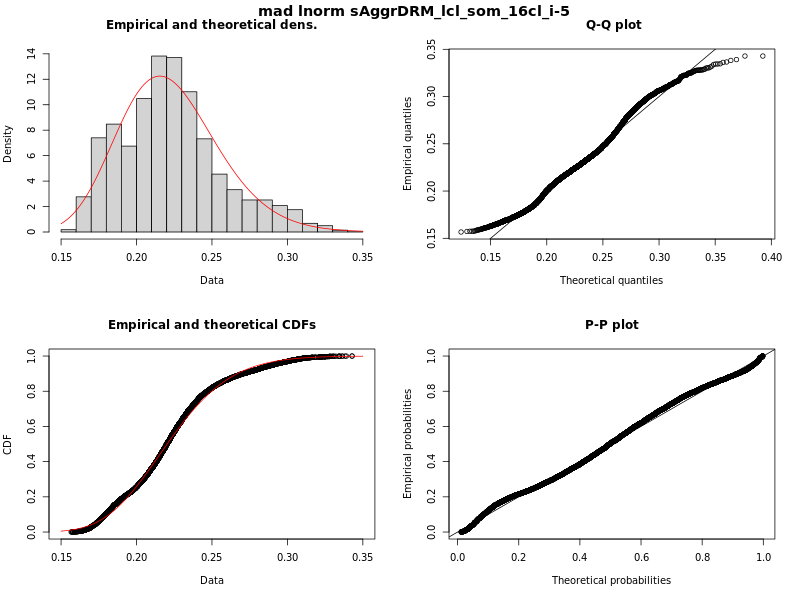 mad lnorm sAggrDRM_lcl_som_16cl_i-5
Empirical and theoretical dens.
Density
0 2 4 6 8 10 12 14
0.15 0.20 0.25 0.30 0.35
Data
Q-Q plot
Empirical quantiles
0.15 0.20 0.25 0.30 0.35
0.15 0.20 0.25 0.30 0.35 0.40
Theoretical quantiles
Empirical and theoretical CDFs
CDF
0.0 0.2 0.4 0.6 0.8 1.0
0.15 0.20 0.25 0.30 0.35
Data
P-P plot
Empirical probabilities
0.0 0.2 0.4 0.6 0.8 1.0
0.0 0.2 0.4 0.6 0.8 1.0
Theoretical probabilities